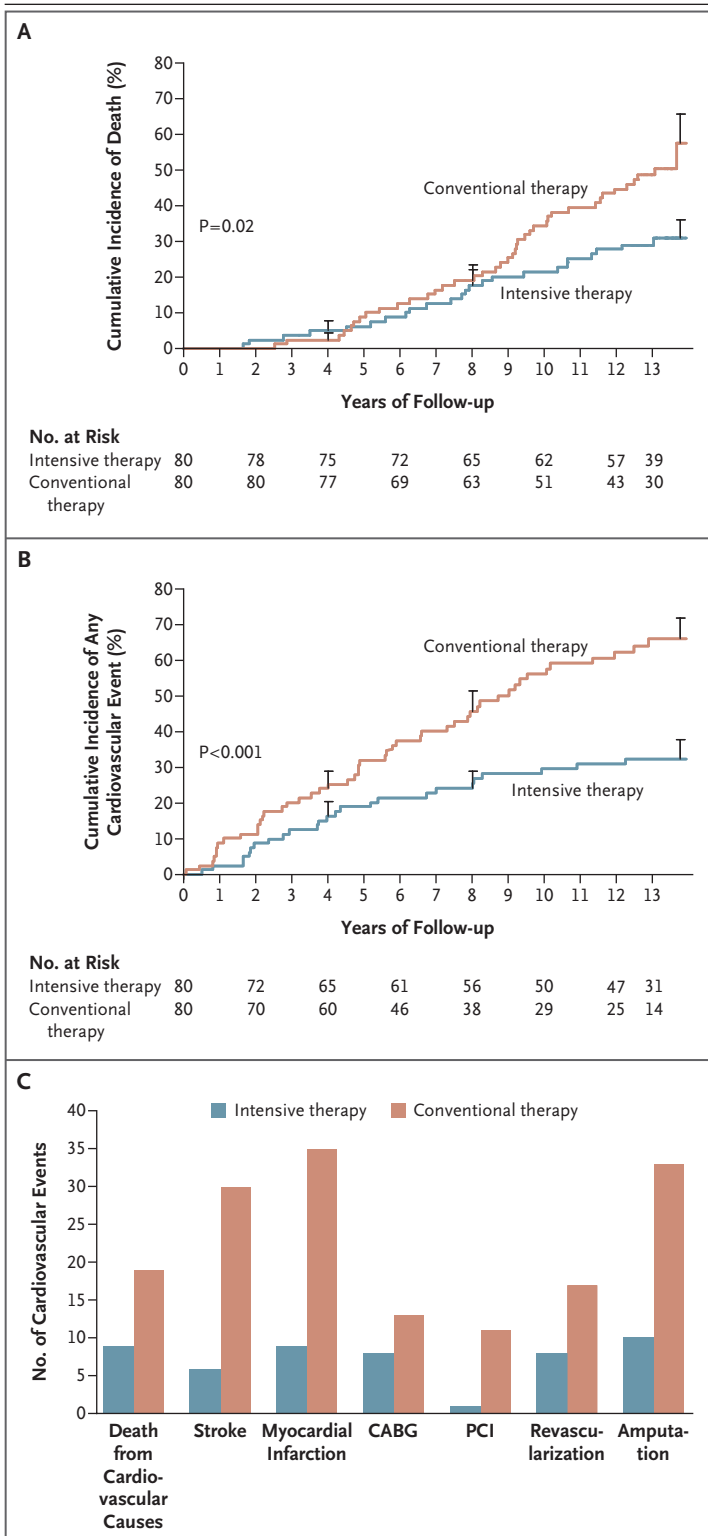 A
80
70
60
50
40
30
20
10
0
Cumulative Incidence of Death (%)
P=0.02
Conventional therapy
Intensive therapy
0 1 2 3 4 5 6 7 8 9 10 11 12 13
Years of Follow-up
No. at Risk
Intensive therapy 80 78 75 72 65 62 57 39
Conventional 80 80 77 69 63 51 43 30
therapy
B
80
70
60
50
40
30
20
10
0
Cumulative Incidence of Any
Cardiovascular Event (%)
P<0.001
Conventional therapy
Intensive therapy
0 1 2 3 4 5 6 7 8 9 10 11 12 13
Years of Follow-up
No. at Risk
Intensive therapy 80 72 65 61 56 50 47 31
Conventional 80 70 60 46 38 29 25 14
therapy
C
40
35
30
25
20
15
10
5
0
No. of Cardiovascular Events
Intensive therapy Conventional therapy
Death
from
Cardio-
vascular
Causes
Stroke
Myocardial
Infarction
CABG
PCI
Revascu-
larization
Amputa-
tion